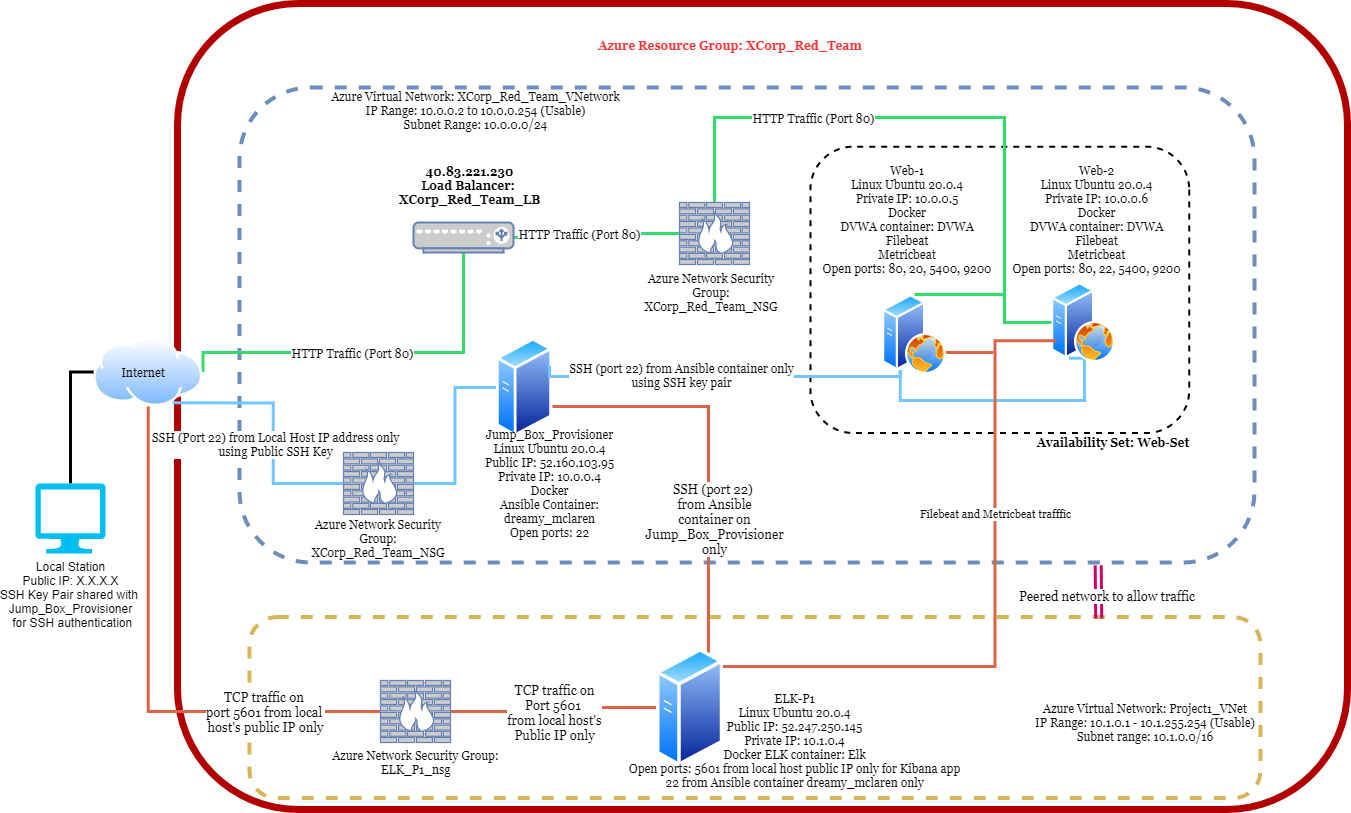 Azure Resource Group: XCorp_Red_Team
Azure Virtual Network: XCorp_Red_Team_VNetwork
IP Range: 10.0.0.2 to 10.0.0.254 (Usable)
Subnet Range: 10.0.0.0/24
HTTP Traffic (Port 80)
40.83.221.230
Load Balancer:
XCorp_Red_Team_LB
HTTP Traffic (Port 80)
Azure Network Security
Group:
XCorp_Red_Team_NSG
Web-1
Linux Ubuntu 20.0.4
Private IP: 10.0.0.5
Docker
DVWA container: DVWA
Filebeat
Metricbeat
Open ports: 80, 20, 5400, 9200
Web-2
Linux Ubuntu 20.0.4
Private IP: 10.0.0.6
Docker
DVWA container: DVWA
Filebeat
Metricbeat
Open ports: 80, 22, 5400, 9200
HTTP Traffic (Port 80)
Internet
SSH (port 22) from Ansible container only
using SSH key pair
SSH (Port 22) from Local Host IP address only
using Public SSH Key
Jump_Box_Provisioner
Linux Ubuntu 20.0.4
Public IP: 52.160.103.95
Private IP: 10.0.0.4
Docker
Ansible Container:
dreamy_mclaren
Open ports: 22
Availability Set: Web-Set
Azure Network Security
Group:
XCorp_Red_Team_NSG
SSH (port 22)
from Ansible
container on
Jump_Box_Provisioner
only
Filebeat and Metricbeat trafffic
Local Station
Public IP: X.X.X.X
SSH Key Pair shared with
Jump_Box_Provisioner
for SSH authentication
Peered network to allow traffic
TCP traffic on
port 5601 from local
host's public IP only
Azure Network Security Group:
ELK_P1_nsg
TCP traffic on
Port 5601
from local host's
Public IP only
ELK-P1
Linux Ubuntu 20.0.4
Public IP: 52.247.250.145
Private IP: 10.1.0.4
Docker ELK container: Elk
Open ports: 5601 from local host public IP only for Kibana app
22 from Ansible container dreamy_mclaren only
Azure Virtual Network: Project1_VNet
IP Range: 10.1.0.1 - 10.1.255.254 (Usable)
Subnet range: 10.1.0.0/16